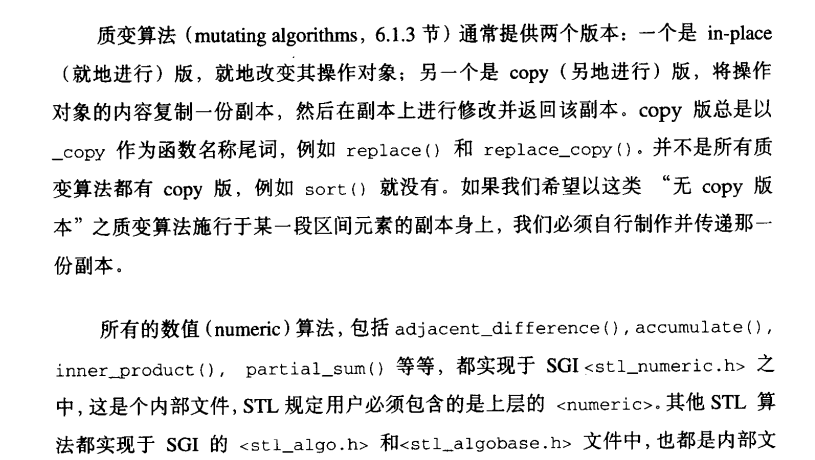 质变算法（mutating algorithms，6.1.3 节）通常提供两个版本：一个是 in-place
（就地进行）版，就地改变其操作对象；另一个是 copy（另地进行）版，将操作
对象的内容复制一份副本，然后在副本上进行修改并返回该副本。copy 版总是以
_copy 作为函数名称尾词，例如 replace() 和 replace_copy()。并不是所有质
变算法都有 copy 版，例如 sort() 就没有。如果我们希望以这类 “无 copy 版
本”之质变算法施行于某一段区间元素的副本身上，我们必须自行制作并传递那一
份副本。
所有的数值(numeric)算法，包括 adjacent_difference(), accumulate(),
inner_product(), partial_sum() 等等，都实现于 SGI <stl_numeric.h> 之
中，这是个内部文件，STL 规定用户必须包含的是上层的 <numeric>。其他 STL 算
法都实现于 SGI 的 <stl_algo.h> 和<stl_algobase.h> 文件中，也都是内部文